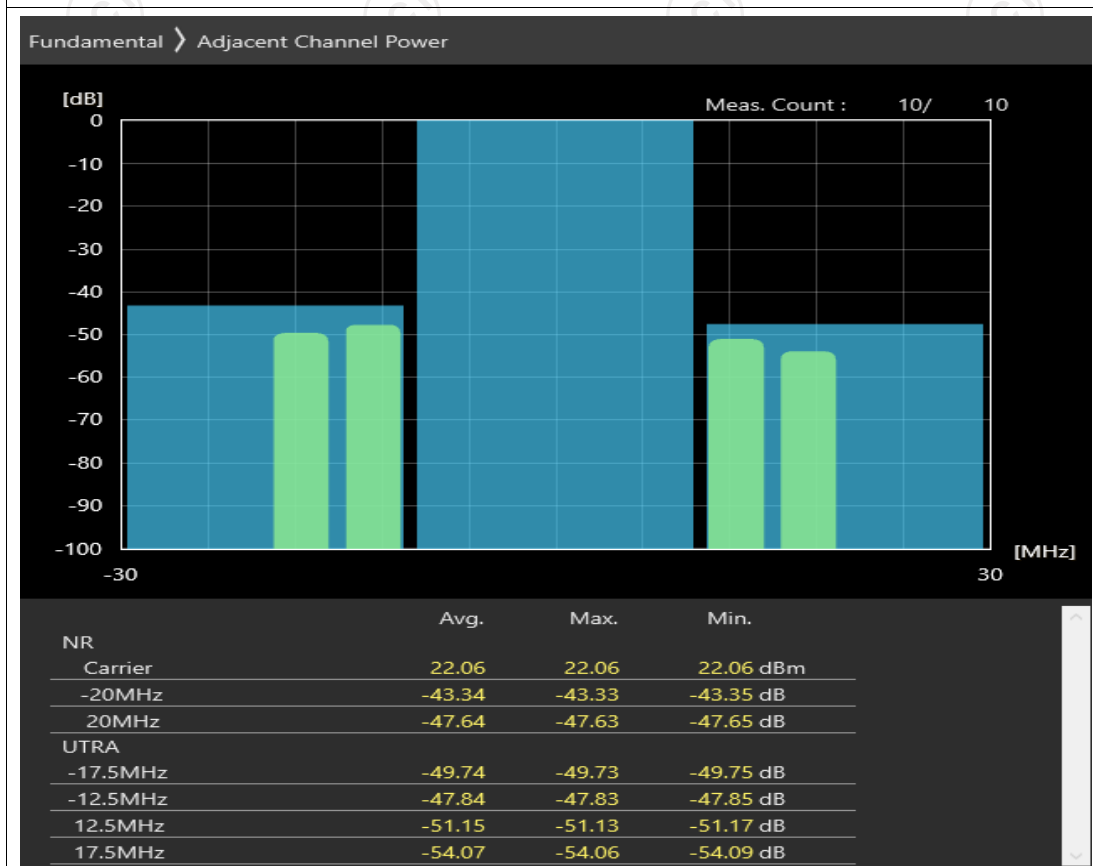 Fundamental ❯ Adjacent Channel Power
[dB]
Meas. Count : 10/ 10
0
-10
-20
-30
-40
-50
-60
-70
-80
-90
-100
[MHz]
-30 30
Avg. Max. Min.
NR
Carrier 22.06 22.06 22.06 dBm
-20MHz -43.34 -43.33 -43.35 dB
20MHz -47.64 -47.63 -47.65 dB
UTRA
-17.5MHz -49.74 -49.73 -49.75 dB
-12.5MHz -47.84 -47.83 -47.85 dB
12.5MHz -51.15 -51.13 -51.17 dB
17.5MHz -54.07 -54.06 -54.09 dB